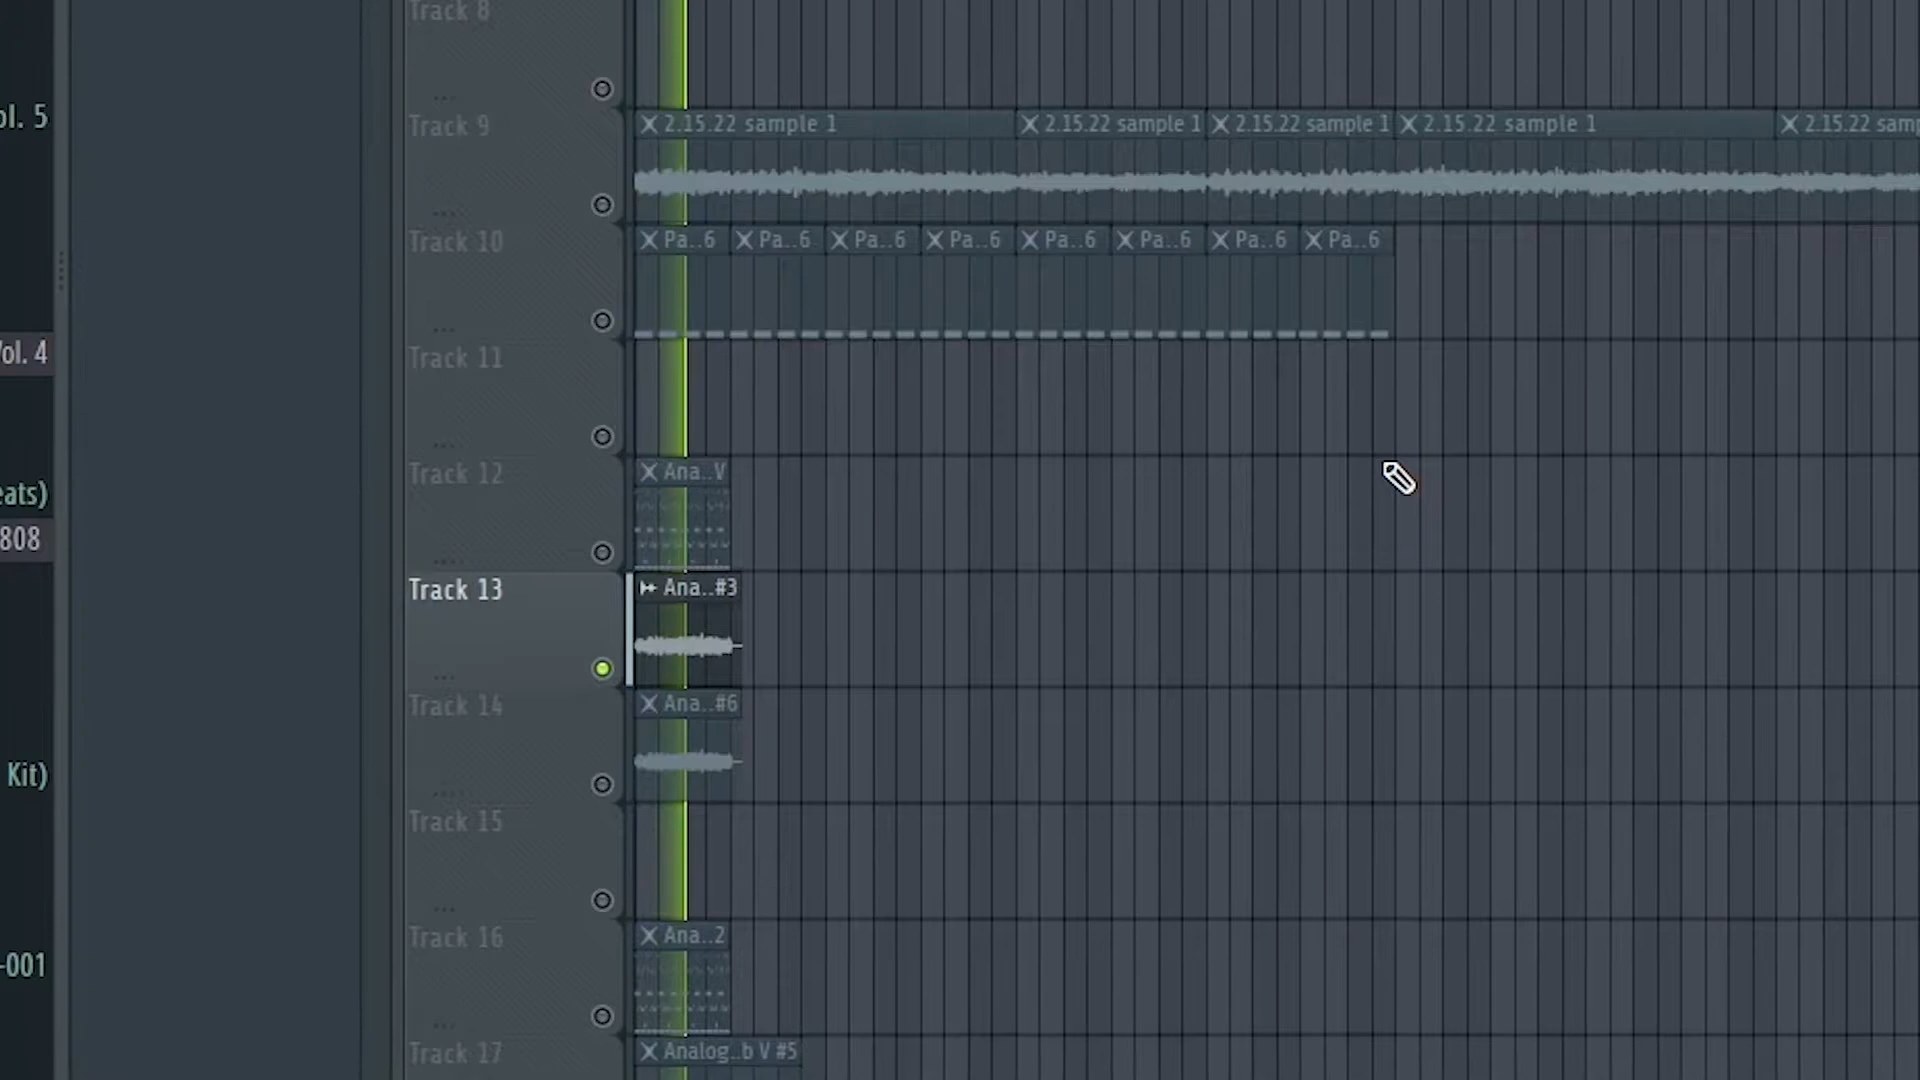 Track 8
ol. 5
Track 9
2.15.22 sample 1
2.15.22 sample 1
2.15.22 sample 1
2.15.22 sample 1
2.15.22 samp
Track 10
Pa..6
Pa..6
Pa..6
Pa..6
Pa..6
Pa..6
Pa..6
Pa..6
Vol. 4
Track 11
Track 12
Ana..V
eats)
808
Track 13
Ana..#3
Track 14
Ana..#6
Kit)
Track 15
Track 16
Ana..2
-001
Track 17
Analog..b V #5